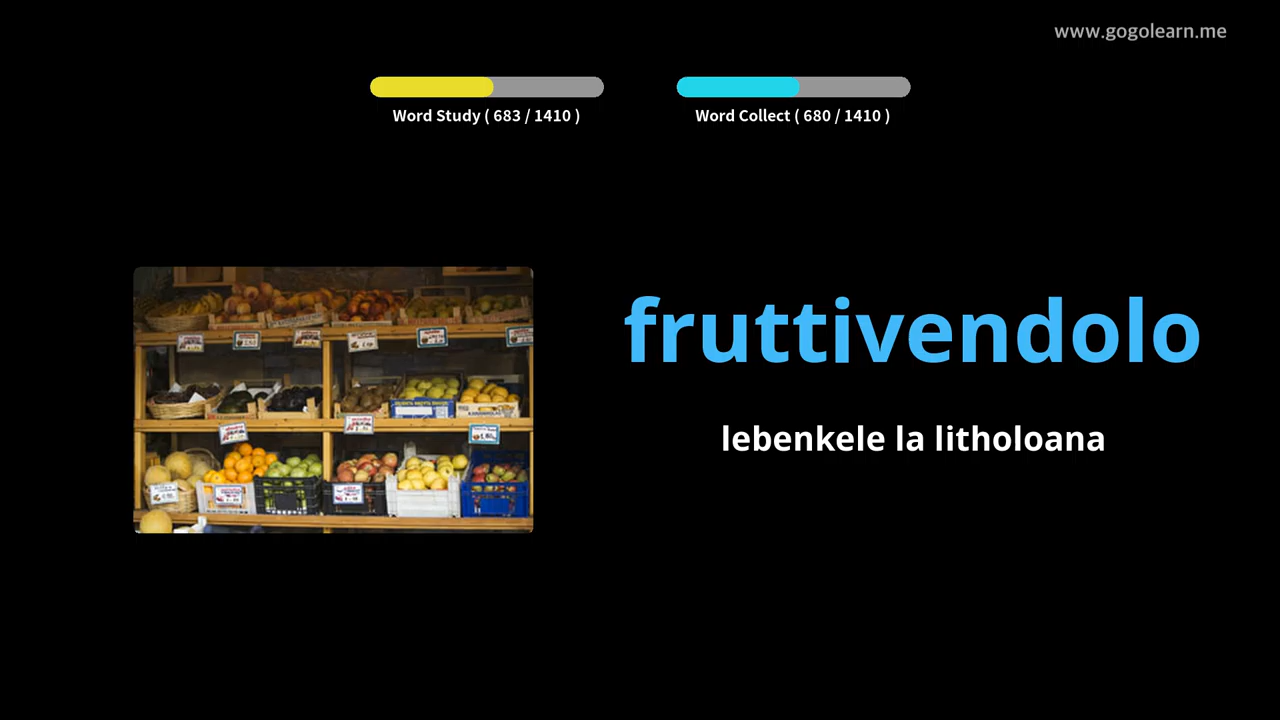 www.gogolearn.me
Word Study ( 683 / 1410 )
Word Collect ( 680 / 1410 )
fruttivendolo
lebenkele la litholoana